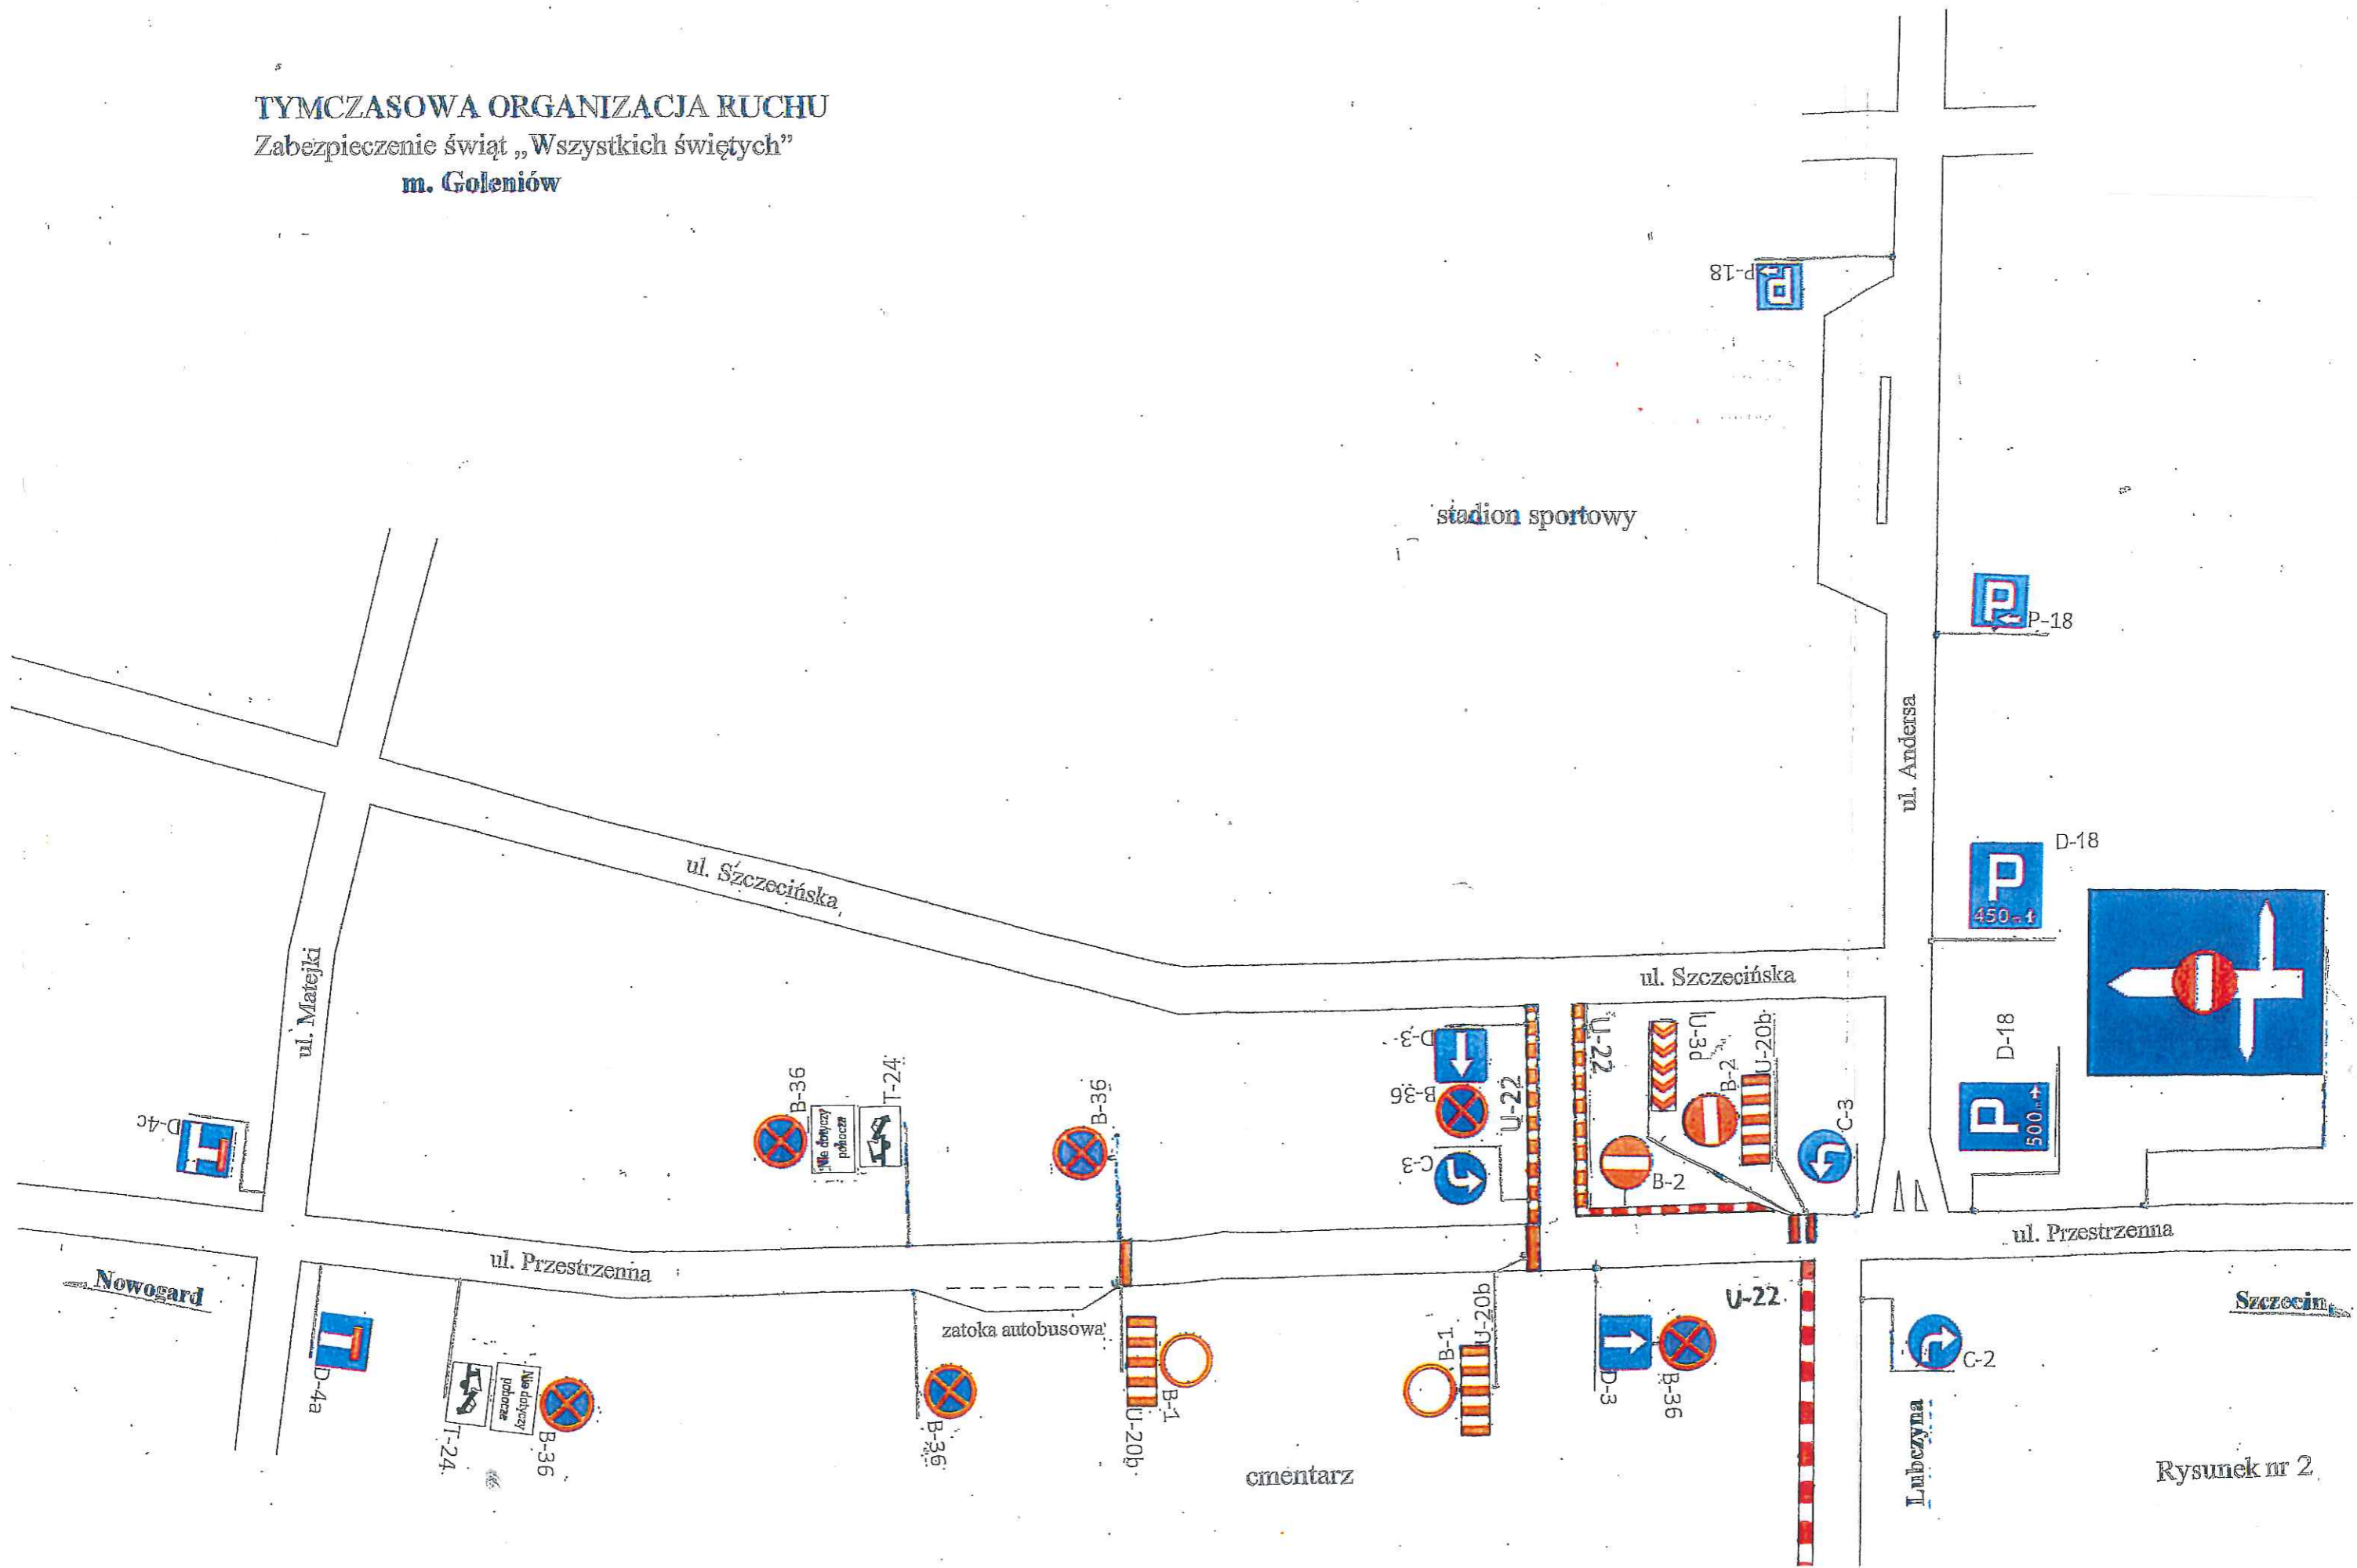 TYMCZASOWA ORGANIZACJA RUCHU
Zabezpieczenie świąt „Wszystkich świętych”
m. Goleniów
P-18
P
stadion sportowy
P
P-18
ul. Andersa
D-18
P
450m
ul. Szczecińska
ul. Szczecińska
ul. Matejki
D-4c
B-36
Nie dotyczy
pobocza
T-24
B-36
D-3
B-36
C-3
U-22
U-22
U-3d
B-2
U-20b
B-2
C-3
D-18
P
500m
ul. Przestrzenna
ul. Przestrzenna
Nowogard
Szczecin
zatoka autobusowa
D-4a
T-24
Nie dotyczy
pobocza
B-36
B-36
U-20b
B-1
B-1
U-20b
D-3
B-36
U-22
C-2
Lubczyna
cmentarz
Rysunek nr 2